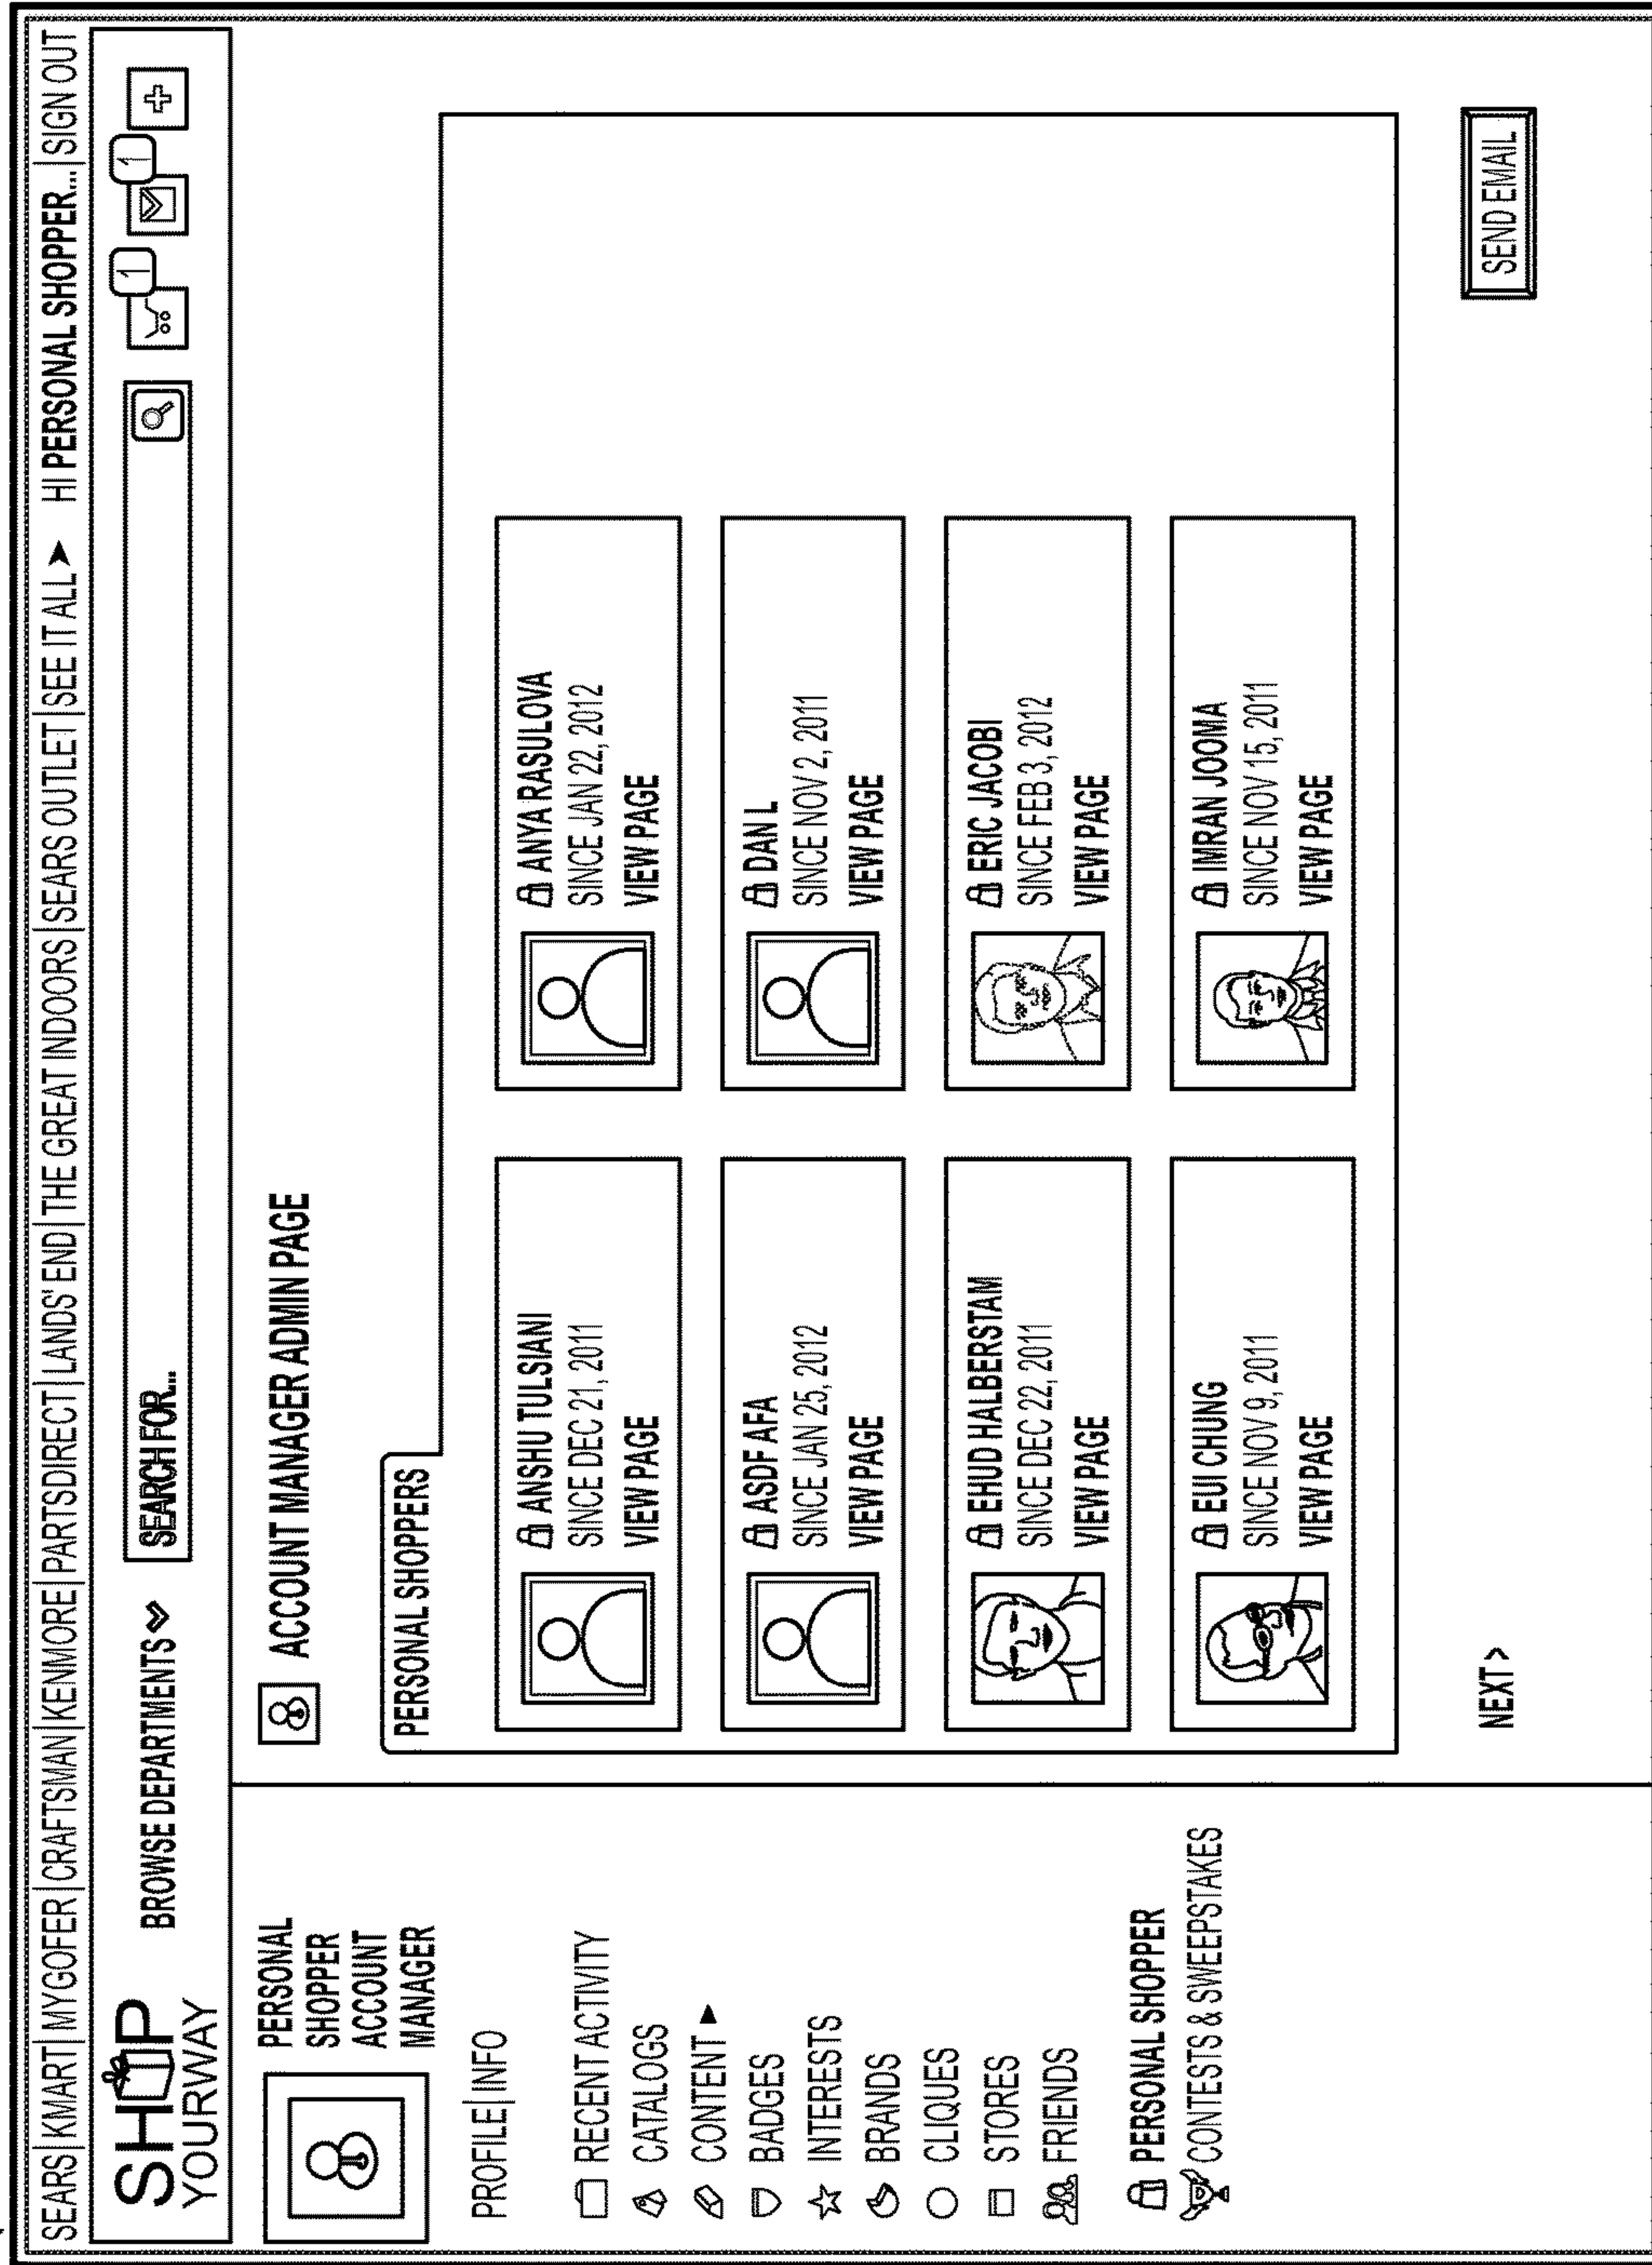 SEARS | KMART | MYGOFER | CRAFTSMAN | KENMORE | PARTSDIRECT | LANDS' END | THE GREAT INDOORS | SEARS OUTLET | SEE IT ALL ➤ HI PERSONAL SHOPPER... | SIGN OUT
SHOP
YOURWAY
BROWSE DEPARTMENTS
SEARCH FOR...
1
1
PERSONAL
SHOPPER
ACCOUNT
MANAGER
PROFILE | INFO
RECENT ACTIVITY
CATALOGS
CONTENT ►
BADGES
INTERESTS
BRANDS
CLIQUES
STORES
FRIENDS
PERSONAL SHOPPER
CONTESTS & SWEEPSTAKES
ACCOUNT MANAGER ADMIN PAGE
PERSONAL SHOPPERS
ANSHU TULSIANI
SINCE DEC 21, 2011
VIEW PAGE
ANYA RASULOVA
SINCE JAN 22, 2012
VIEW PAGE
ASDF AFA
SINCE JAN 25, 2012
VIEW PAGE
DAN L
SINCE NOV 2, 2011
VIEW PAGE
EHUD HALBERSTAM
SINCE DEC 22, 2011
VIEW PAGE
ERIC JACOBI
SINCE FEB 3, 2012
VIEW PAGE
EUI CHUNG
SINCE NOV 9, 2011
VIEW PAGE
IMRAN JOOMA
SINCE NOV 15, 2011
VIEW PAGE
NEXT >
SEND EMAIL